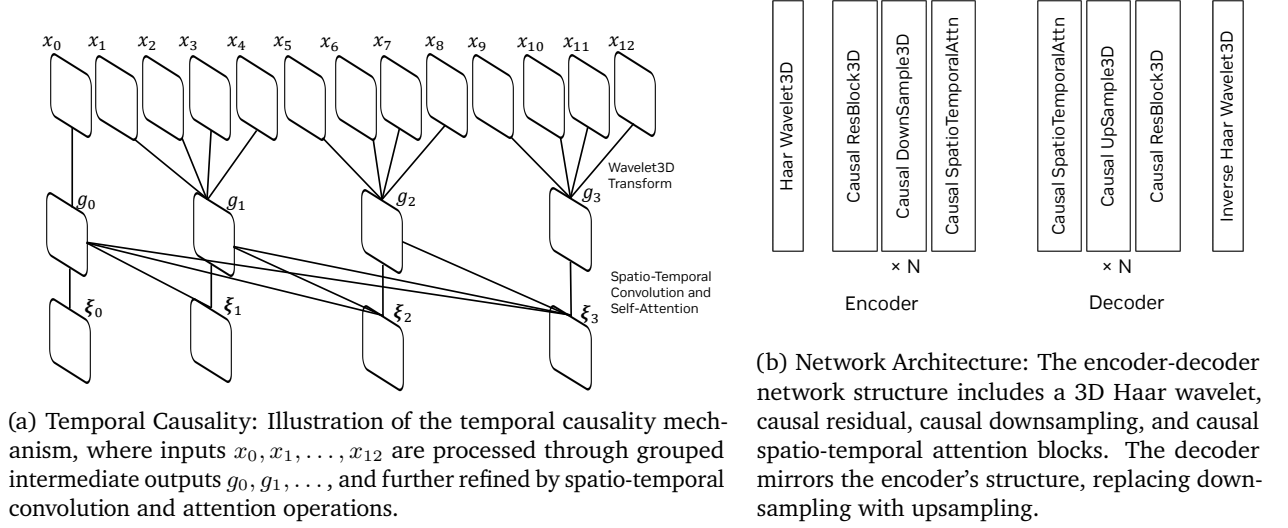 x₀ x₁ x₂ x₃ x₄ x₅ x₆ x₇ x₈ x₉ x₁₀ x₁₁ x₁₂
Wavelet3D
Transform
g₀ g₁ g₂ g₃
Spatio-Temporal
Convolution and
Self-Attention
ξ₀ ξ₁ ξ₂ ξ₃
(a) Temporal Causality: Illustration of the temporal causality mech-
anism, where inputs x₀, x₁, . . . , x₁₂ are processed through grouped
intermediate outputs g₀, g₁, . . . , and further refined by spatio-temporal
convolution and attention operations.
Haar Wavelet3D
Causal ResBlock3D
Causal DownSample3D
Causal SpatioTemporalAttn
× N
Encoder
Causal SpatioTemporalAttn
Causal UpSample3D
Causal ResBlock3D
× N
Decoder
Inverse Haar Wavelet3D
(b) Network Architecture: The encoder-decoder
network structure includes a 3D Haar wavelet,
causal residual, causal downsampling, and causal
spatio-temporal attention blocks. The decoder
mirrors the encoder's structure, replacing down-
sampling with upsampling.